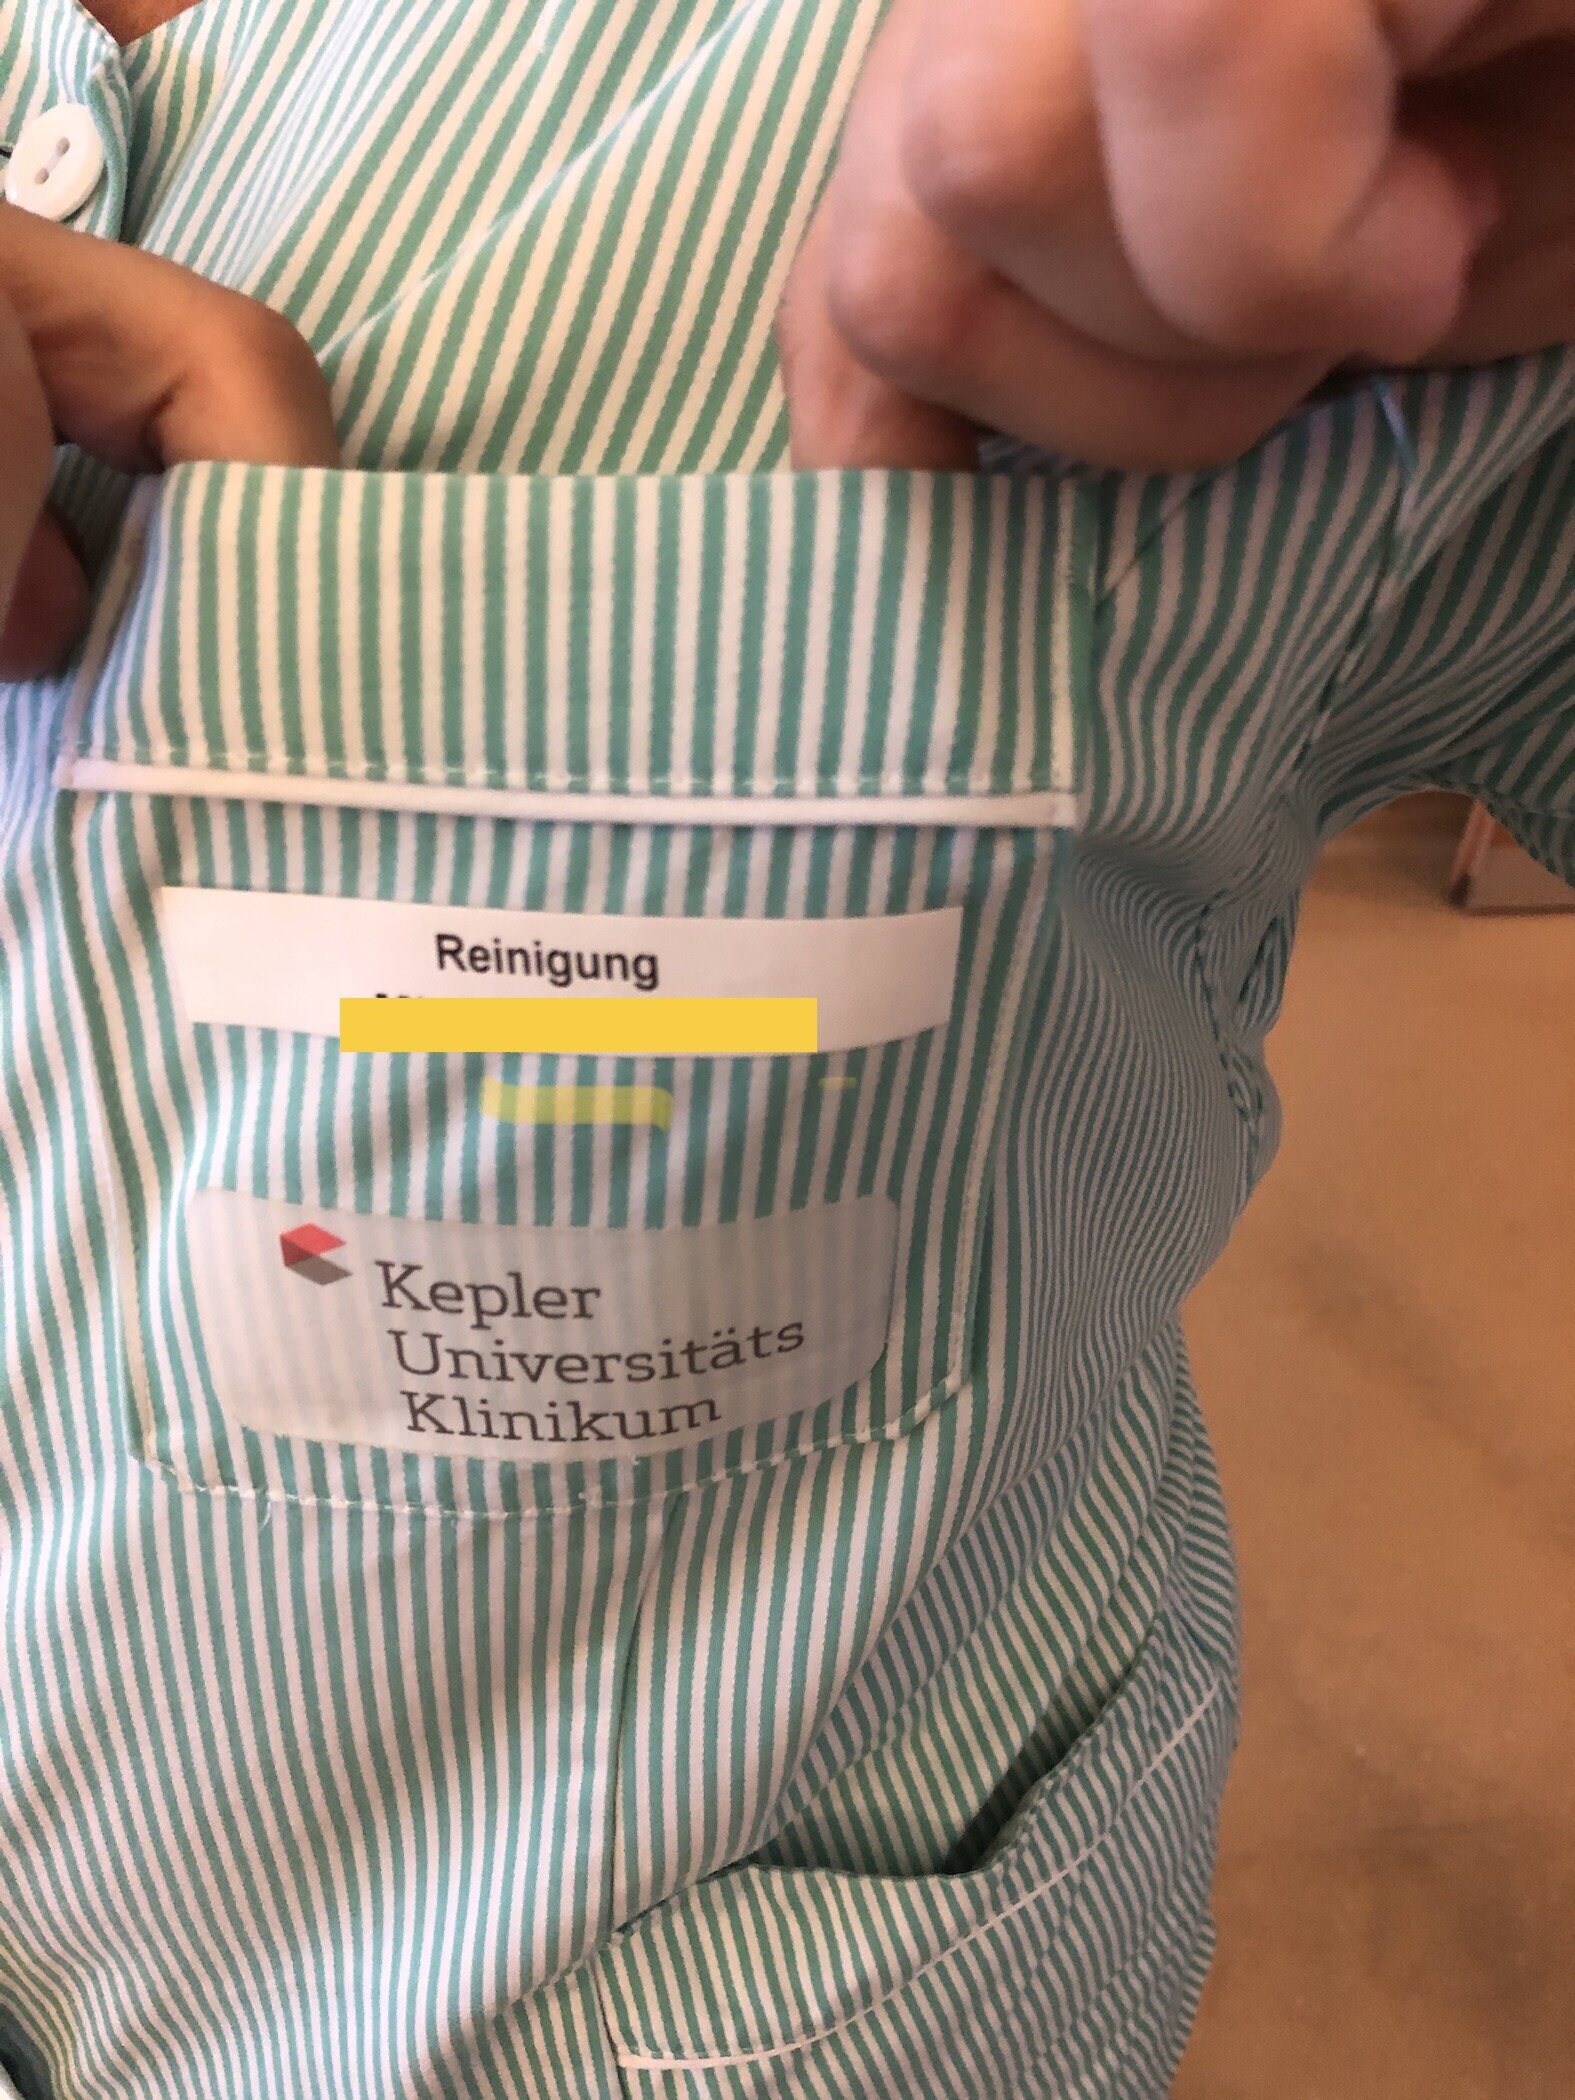 Reinigung
Kepler
Universitäts
Klinikum